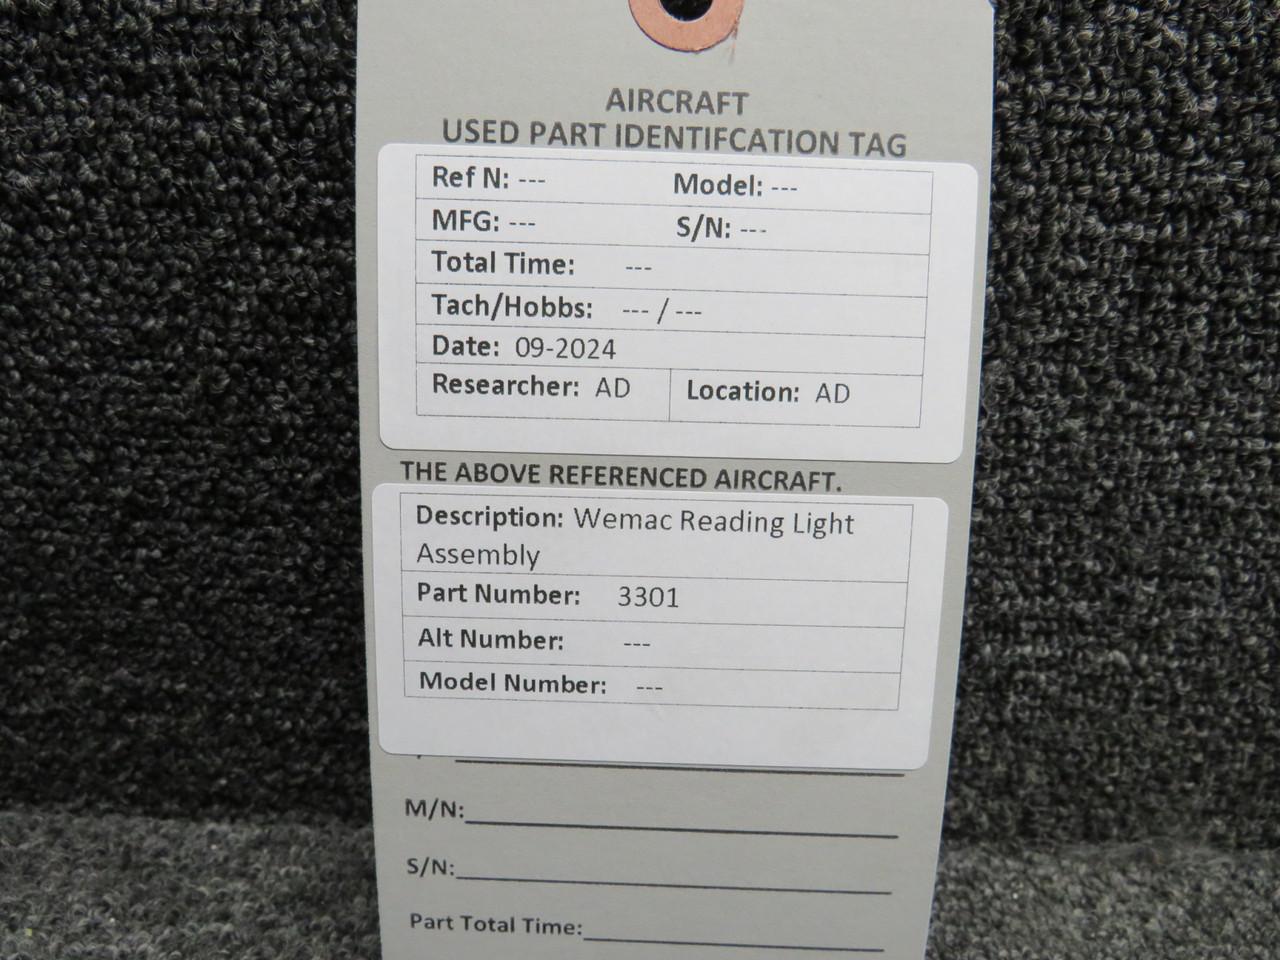 AIRCRAFT
USED PART IDENTIFCATION TAG
Ref N: --- Model: ---
MFG: --- S/N: ---
Total Time: ---
Tach/Hobbs: --- / ---
Date: 09-2024
Researcher: AD Location: AD
THE ABOVE REFERENCED AIRCRAFT.
Description: Wemac Reading Light
Assembly
Part Number: 3301
Alt Number: ---
Model Number: ---
M/N:
S/N:
Part Total Time: